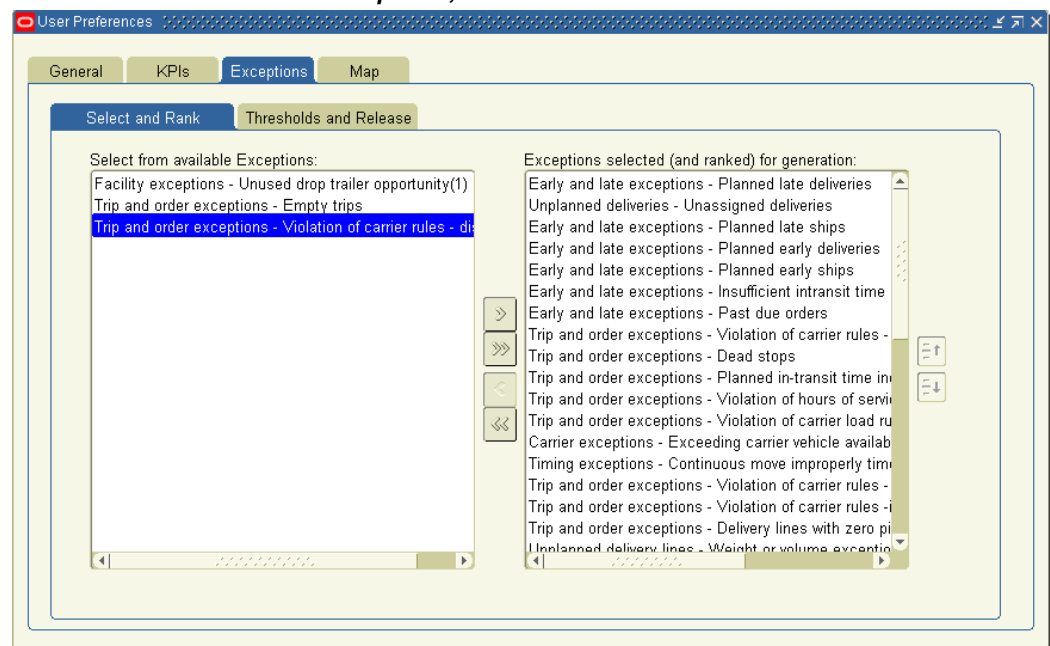 User Preferences
General KPIs Exceptions Map
Select and Rank Thresholds and Release
Select from available Exceptions:
Facility exceptions - Unused drop trailer opportunity(1)
Trip and order exceptions - Empty trips
Trip and order exceptions - Violation of carrier rules - di
Exceptions selected (and ranked) for generation:
Early and late exceptions - Planned late deliveries
Unplanned deliveries - Unassigned deliveries
Early and late exceptions - Planned late ships
Early and late exceptions - Planned early deliveries
Early and late exceptions - Planned early ships
Early and late exceptions - Insufficient intransit time
Early and late exceptions - Past due orders
Trip and order exceptions - Violation of carrier rules -
Trip and order exceptions - Dead stops
Trip and order exceptions - Planned in-transit time in
Trip and order exceptions - Violation of hours of servi
Trip and order exceptions - Violation of carrier load ru
Carrier exceptions - Exceeding carrier vehicle availab
Timing exceptions - Continuous move improperly tim
Trip and order exceptions - Violation of carrier rules -
Trip and order exceptions - Violation of carrier rules -i
Trip and order exceptions - Delivery lines with zero pi
Unplanned delivery lines - Weight or volume exceptio